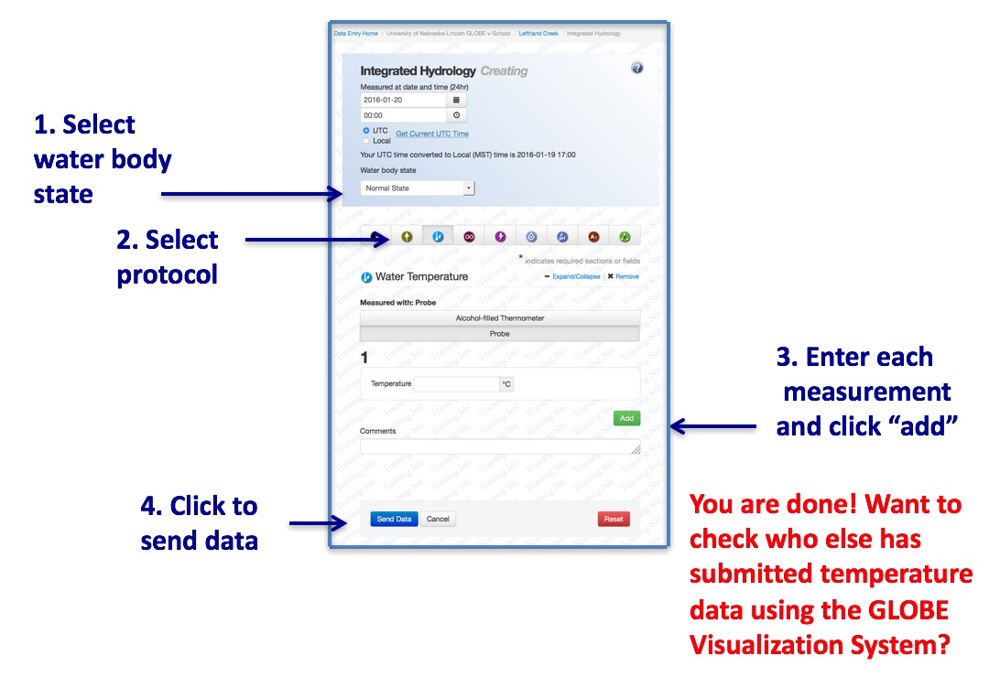 Data Entry Home / University of Nebraska-Lincoln GLOBE v-School / Lefthand Creek / Integrated Hydrology
Integrated Hydrology Creating
Measured at date and time (24hr)
2016-01-20
00:00
UTC
Local
Get Current UTC Time
Your UTC time converted to Local (MST) time is 2016-01-19 17:00
Water body state
Normal State
1. Select
water body
state
2. Select
protocol
* indicates required sections or fields
Water Temperature
Expand/Collapse
Remove
Measured with: Probe
Alcohol-filled Thermometer
Probe
1
Temperature
°C
Add
Comments
3. Enter each
measurement
and click “add”
4. Click to
send data
Send Data
Cancel
Reset
You are done! Want to
check who else has
submitted temperature
data using the GLOBE
Visualization System?
Training Site